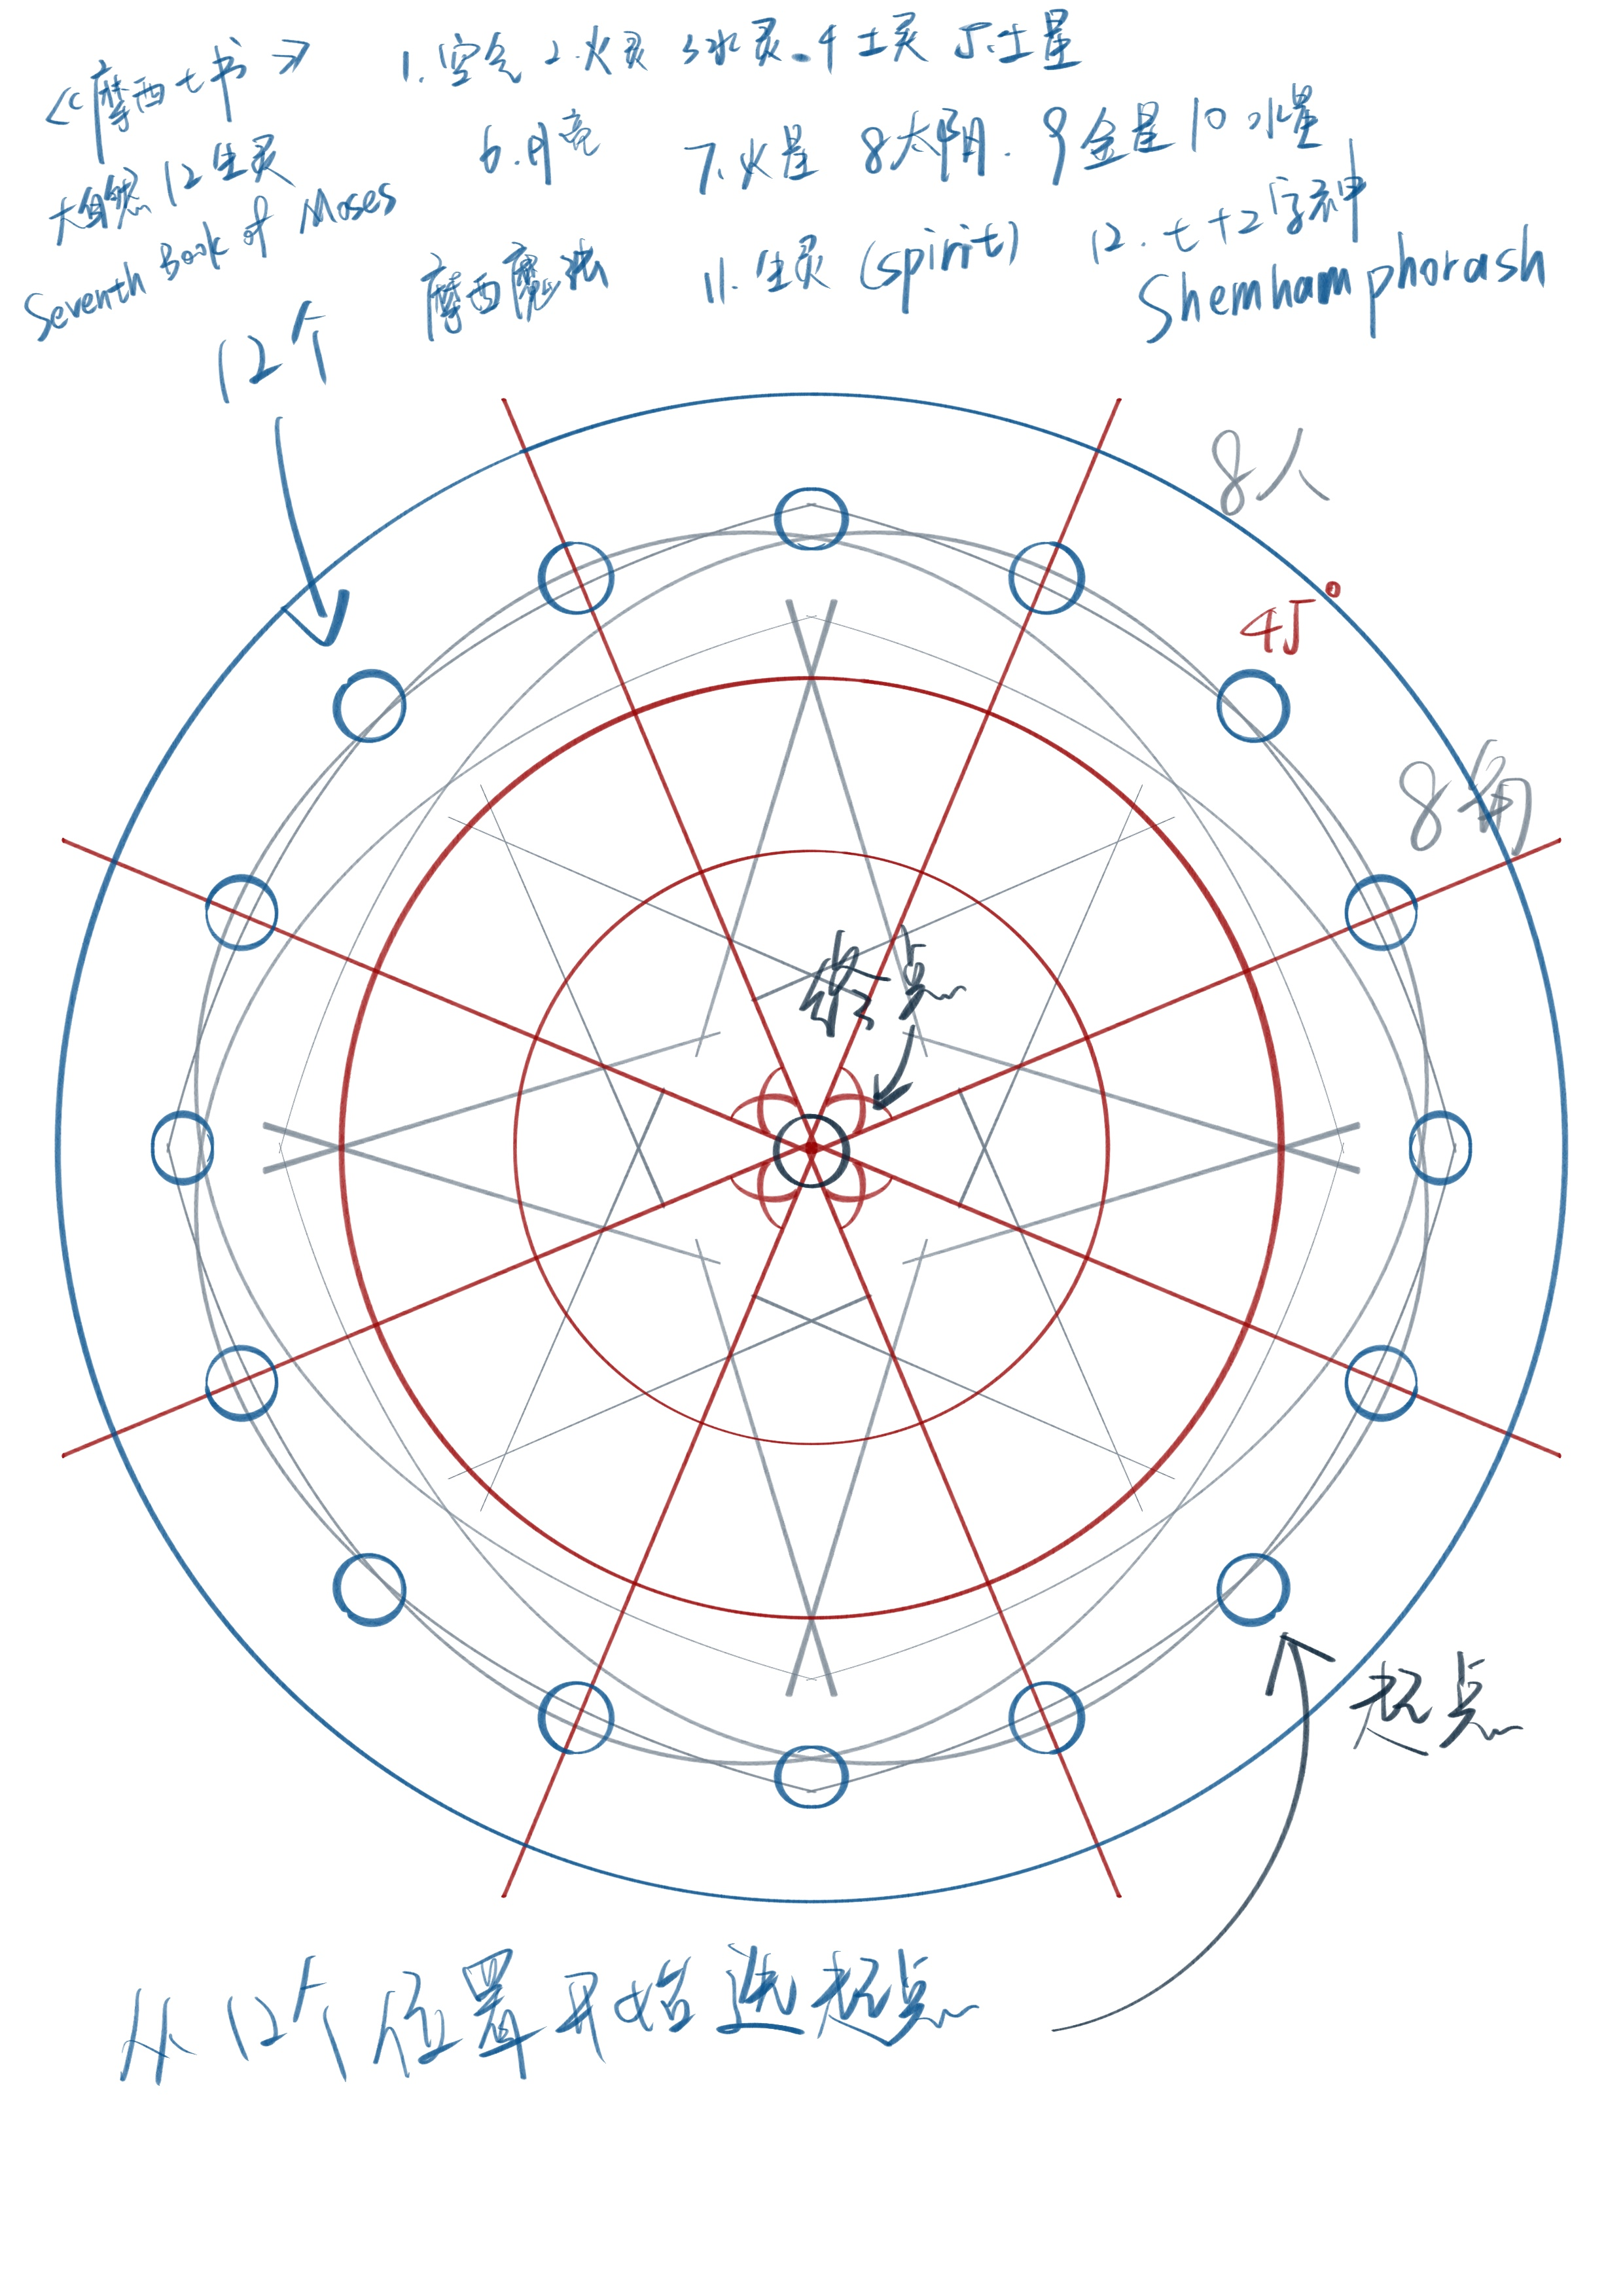 1.空气 2.火灵 3水灵.4土灵 5.土星
<<摩西七书>>
6.月亮 7.火星 8太阳. 9金星 10水星
大自然12生灵
Seventh Book of Moses
摩西魔法 11.生灵 (spirit) 12.七十二字神
Shemhamphorash
12个
8人
45°
8角
终点
起点
从12个位置开始选起点